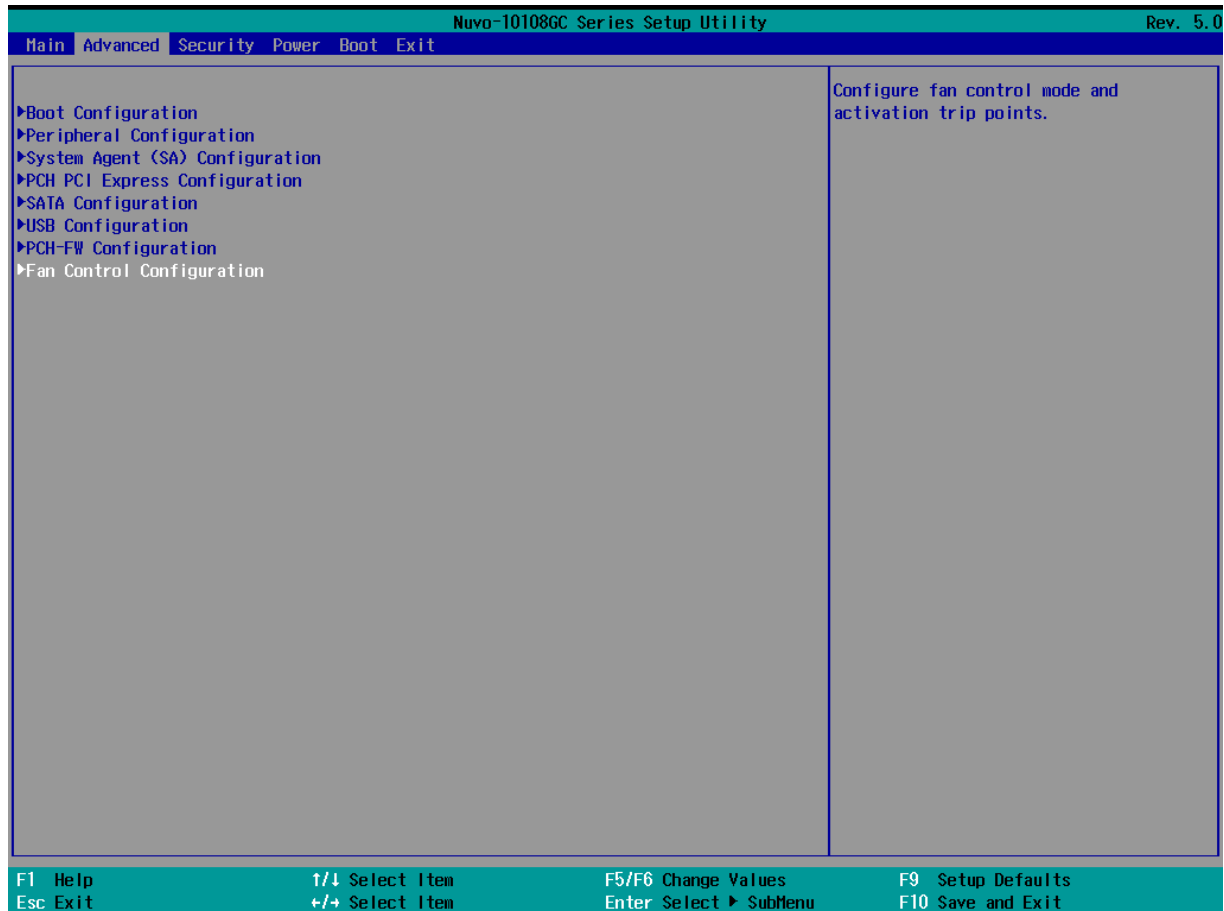 Nuvo-10108GC Series Setup Utility Rev. 5.0
Main Advanced Security Power Boot Exit
▶Boot Configuration
▶Peripheral Configuration
▶System Agent (SA) Configuration
▶PCH PCI Express Configuration
▶SATA Configuration
▶USB Configuration
▶PCH-FW Configuration
▶Fan Control Configuration
Configure fan control mode and
activation trip points.
F1 Help ↑/↓ Select Item F5/F6 Change Values F9 Setup Defaults
Esc Exit ←/→ Select Item Enter Select ▶ SubMenu F10 Save and Exit